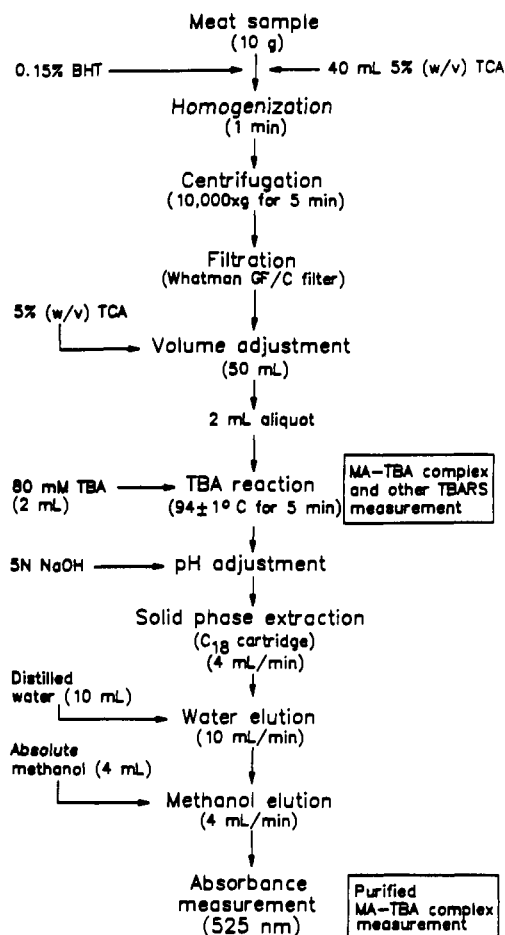 Meat sample
(10 g)
0.15% BHT
40 mL 5% (w/v) TCA
Homogenization
(1 min)
Centrifugation
(10,000xg for 5 min)
Filtration
(Whatman GF/C filter)
5% (w/v) TCA
Volume adjustment
(50 mL)
2 mL aliquot
80 mM TBA
(2 mL)
TBA reaction
(94±1° C for 5 min)
MA-TBA complex
and other TBARS
measurement
5N NaOH
pH adjustment
Solid phase extraction
(C18 cartridge)
(4 mL/min)
Distilled
water (10 mL)
Water elution
(10 mL/min)
Absolute
methanol (4 mL)
Methanol elution
(4 mL/min)
Absorbance
measurement
(525 nm)
Purified
MA-TBA complex
measurement